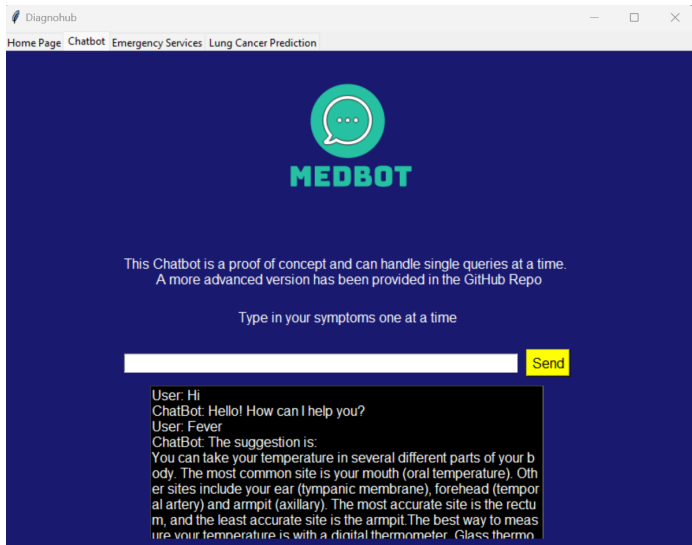 Diagnohub
Home Page Chatbot Emergency Services Lung Cancer Prediction
MEDBOT
This Chatbot is a proof of concept and can handle single queries at a time.
A more advanced version has been provided in the GitHub Repo
Type in your symptoms one at a time
Send
User: Hi
ChatBot: Hello! How can I help you?
User: Fever
ChatBot: The suggestion is:
You can take your temperature in several different parts of your b
ody. The most common site is your mouth (oral temperature). Oth
er sites include your ear (tympanic membrane), forehead (tempor
al artery) and armpit (axillary). The most accurate site is the rectu
m, and the least accurate site is the armpit.The best way to meas
ure your temperature is with a digital thermometer. Glass thermo